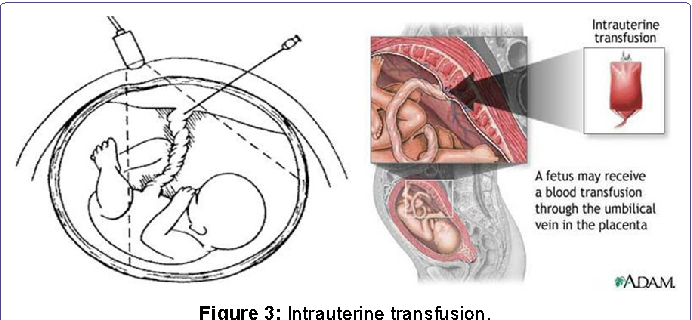 Intrauterine
transfusion
A fetus may receive
a blood transfusion
through the umbilical
vein in the placenta
A.D.A.M.
Figure 3: Intrauterine transfusion.